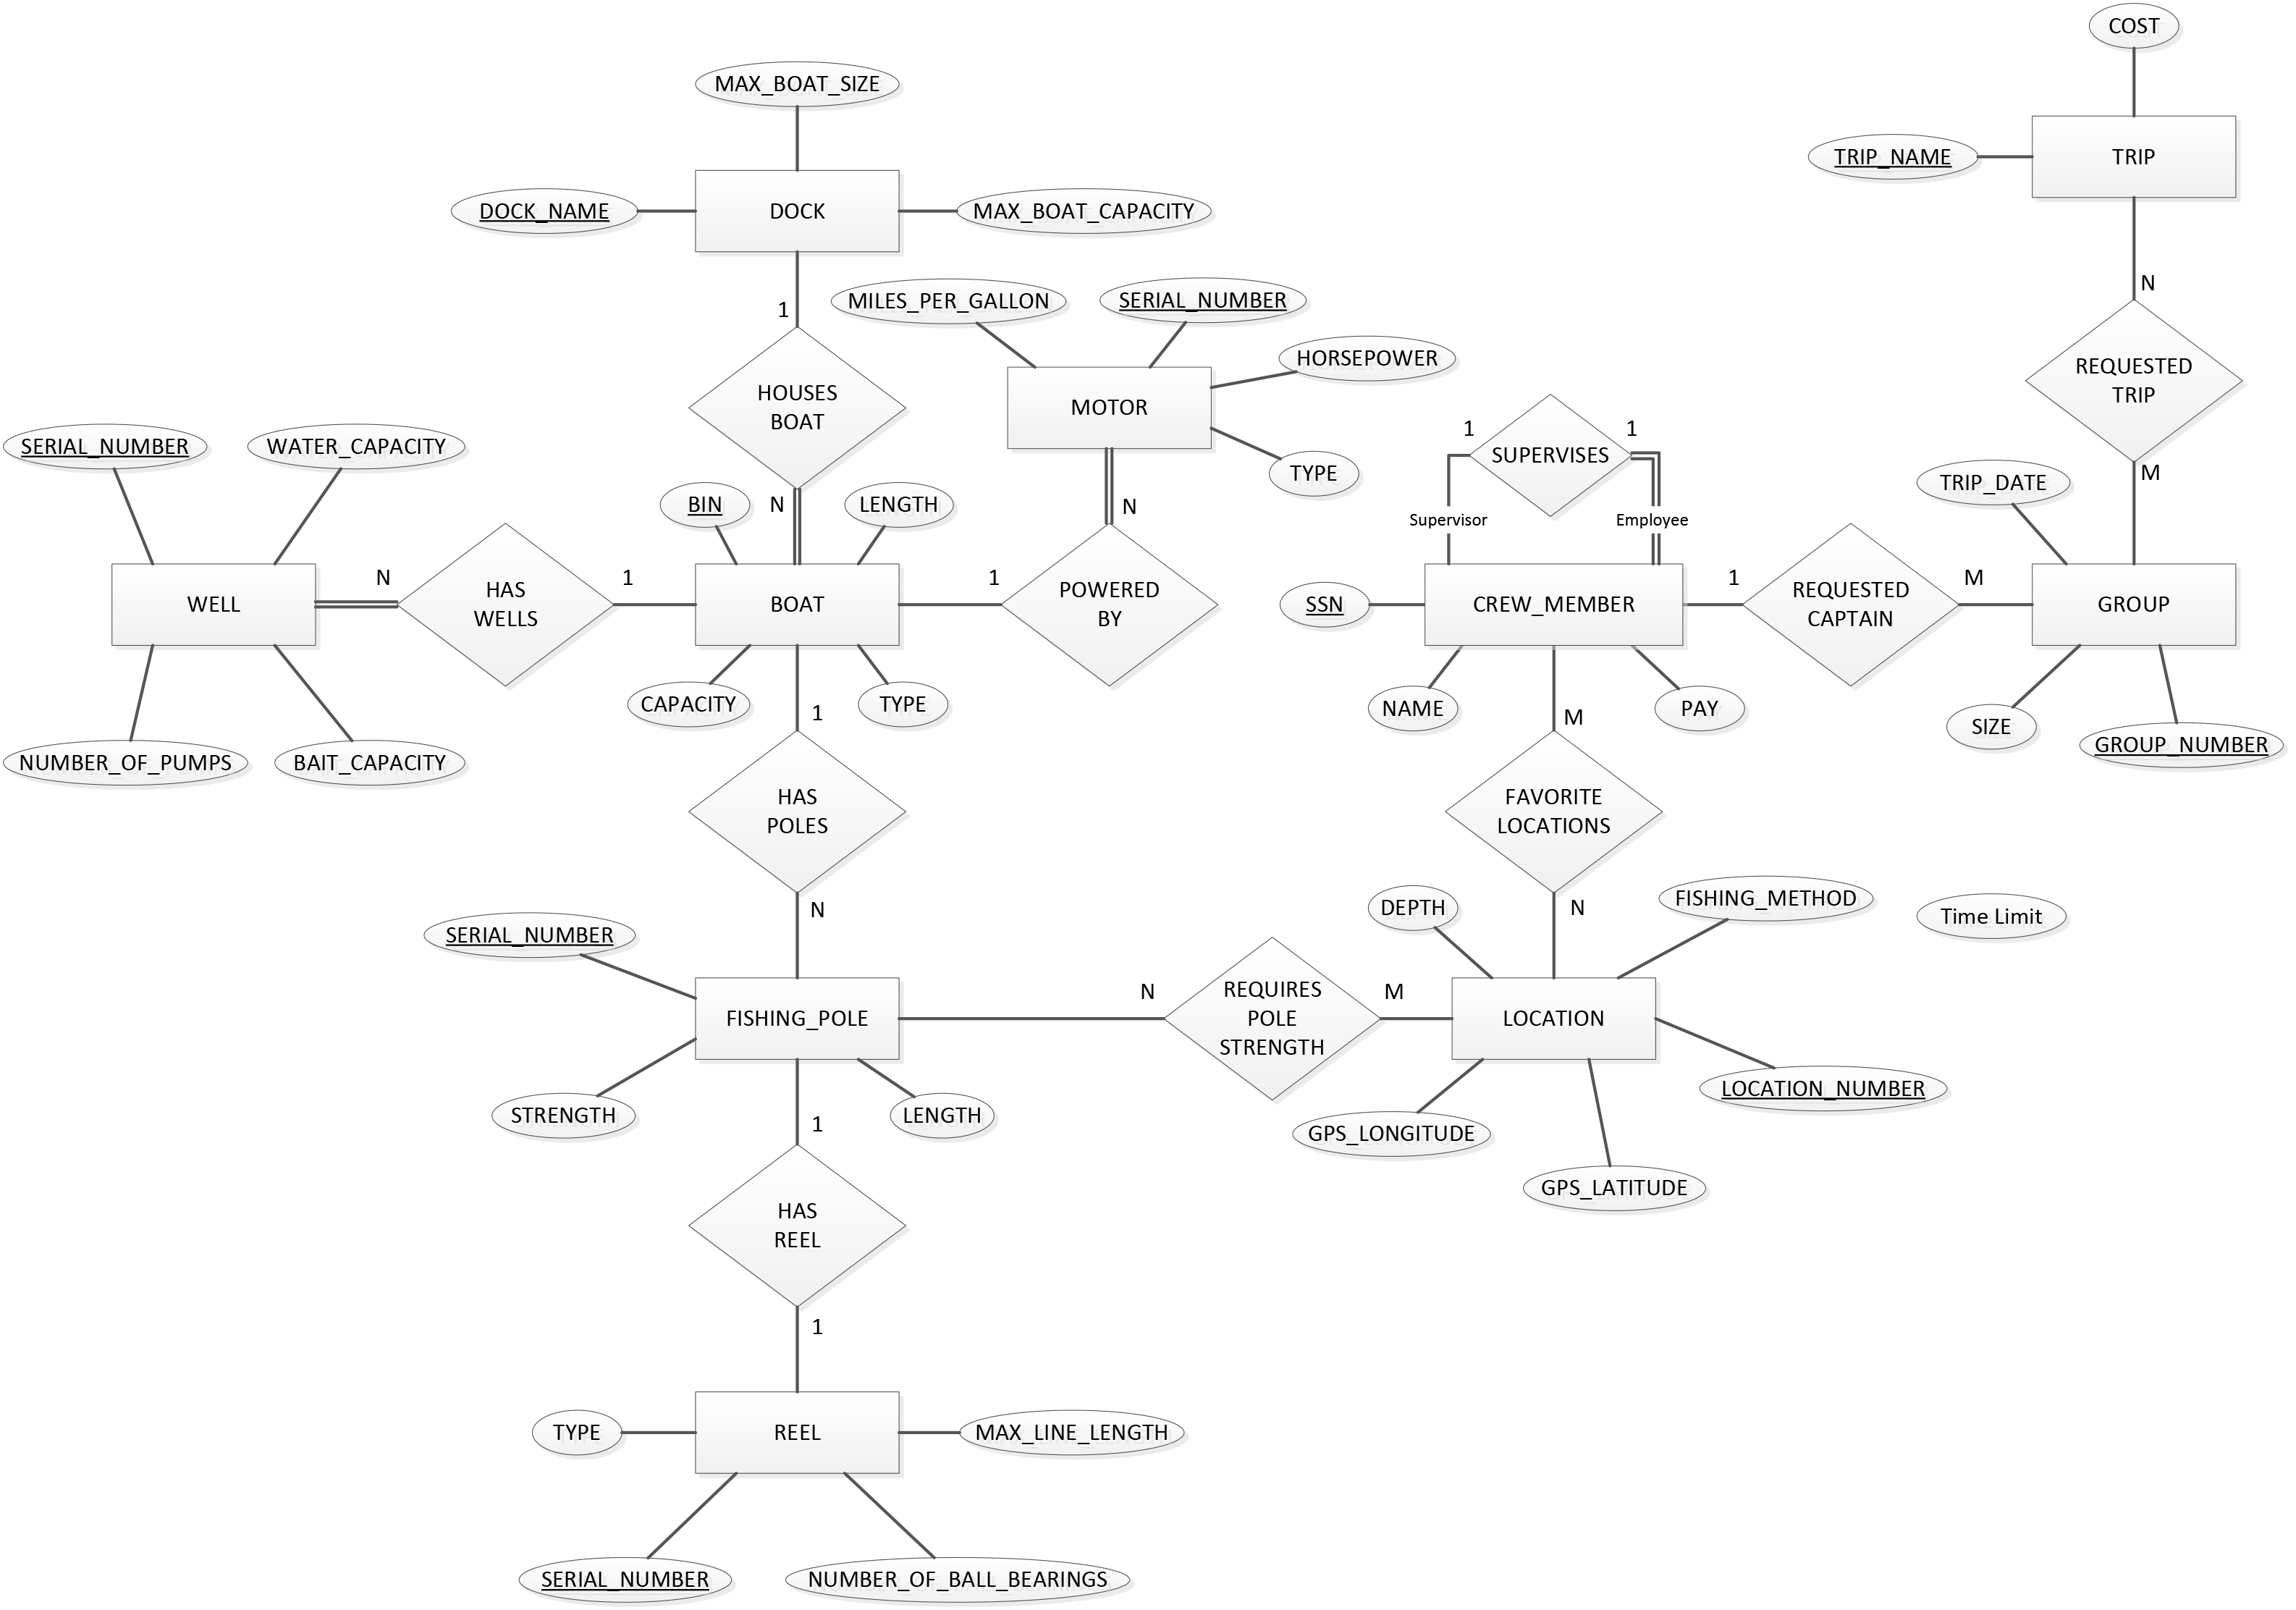 COST
MAX_BOAT_SIZE
TRIP_NAME
TRIP
DOCK_NAME
DOCK
MAX_BOAT_CAPACITY
1
MILES_PER_GALLON
SERIAL_NUMBER
N
HOUSES
BOAT
MOTOR
HORSEPOWER
REQUESTED
TRIP
SERIAL_NUMBER
WATER_CAPACITY
TYPE
1
SUPERVISES
1
M
BIN
N
LENGTH
N
Supervisor
Employee
TRIP_DATE
WELL
N
HAS
WELLS
1
BOAT
1
POWERED
BY
SSN
CREW_MEMBER
1
REQUESTED
CAPTAIN
M
GROUP
CAPACITY
1
TYPE
NAME
M
PAY
SIZE
GROUP_NUMBER
NUMBER_OF_PUMPS
BAIT_CAPACITY
HAS
POLES
FAVORITE
LOCATIONS
N
SERIAL_NUMBER
DEPTH
N
FISHING_METHOD
Time Limit
FISHING_POLE
N
REQUIRES
POLE
STRENGTH
M
LOCATION
STRENGTH
1
LENGTH
GPS_LONGITUDE
LOCATION_NUMBER
GPS_LATITUDE
HAS
REEL
1
TYPE
REEL
MAX_LINE_LENGTH
SERIAL_NUMBER
NUMBER_OF_BALL_BEARINGS